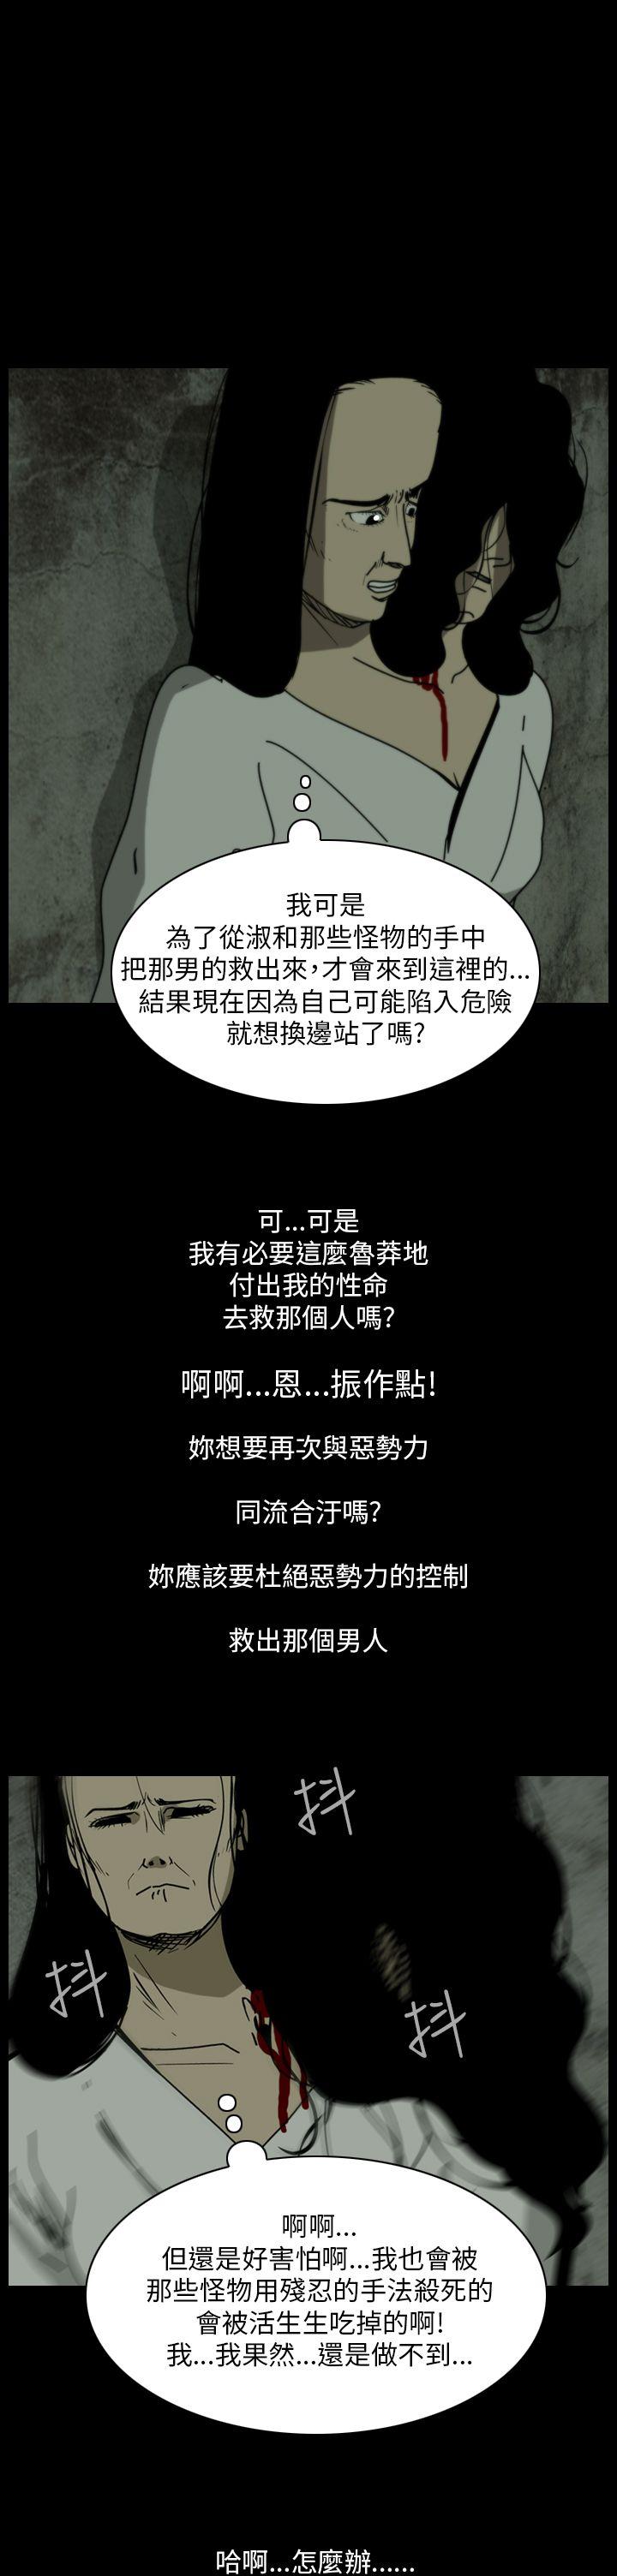 我可是
為了從淑和那些怪物的手中
把那男的救出來,才會來到這裡的...
結果現在因為自己可能陷入危險
就想換邊站了嗎?
可...可是
我有必要這麼魯莽地
付出我的性命
去救那個人嗎?
啊啊...恩...振作點!
妳想要再次與惡勢力
同流合汙嗎?
妳應該要杜絕惡勢力的控制
救出那個男人
抖
抖
抖
啊啊...
但還是好害怕啊...我也會被
那些怪物用殘忍的手法殺死的
會被活生生吃掉的啊!
我...我果然...還是做不到...
哈啊...怎麼辦......